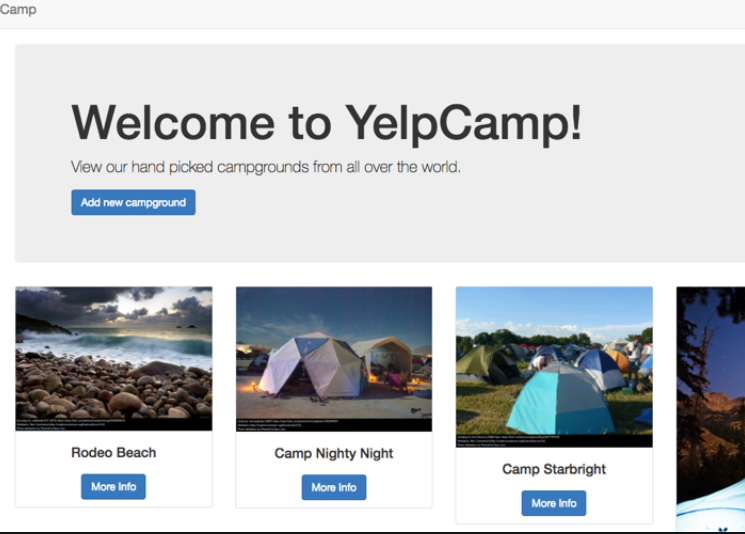 Camp
Welcome to YelpCamp!
View our hand picked campgrounds from all over the world.
Add new campground
Rodeo Beach
More Info
Camp Nighty Night
More Info
Camp Starbright
More Info